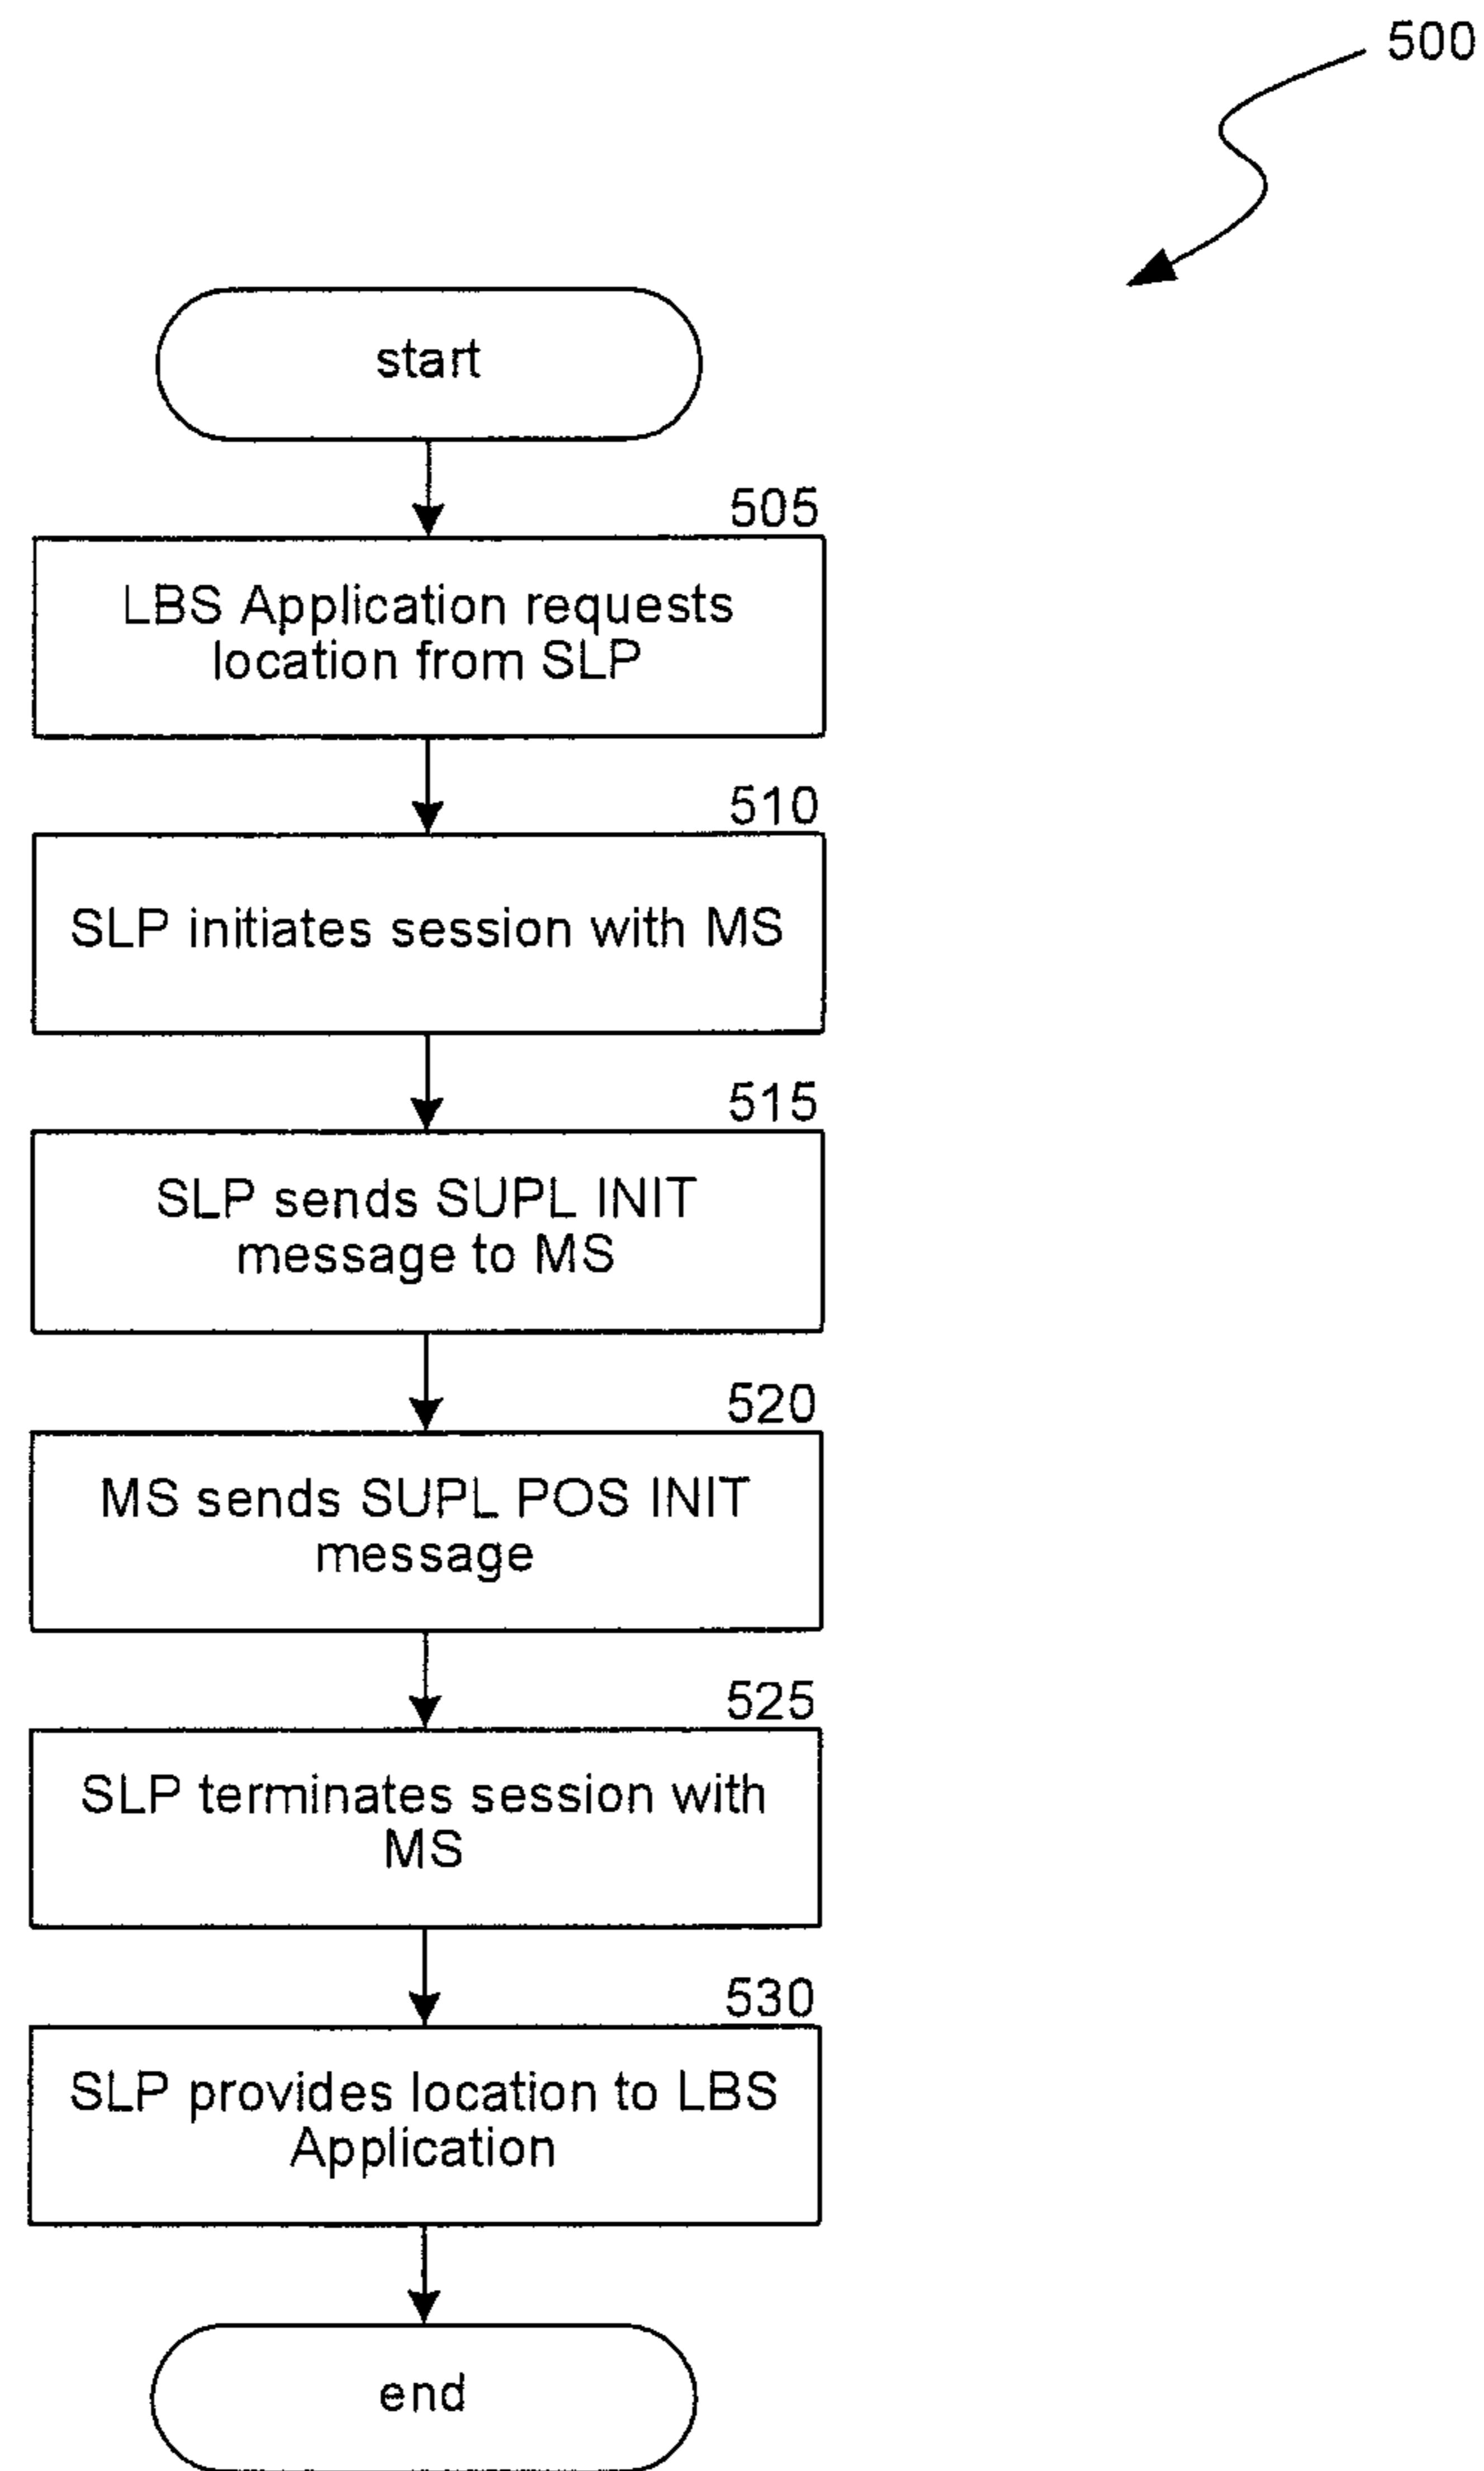 500
start
505
LBS Application requests
location from SLP
510
SLP initiates session with MS
515
SLP sends SUPL INIT
message to MS
520
MS sends SUPL POS INIT
message
525
SLP terminates session with
MS
530
SLP provides location to LBS
Application
end